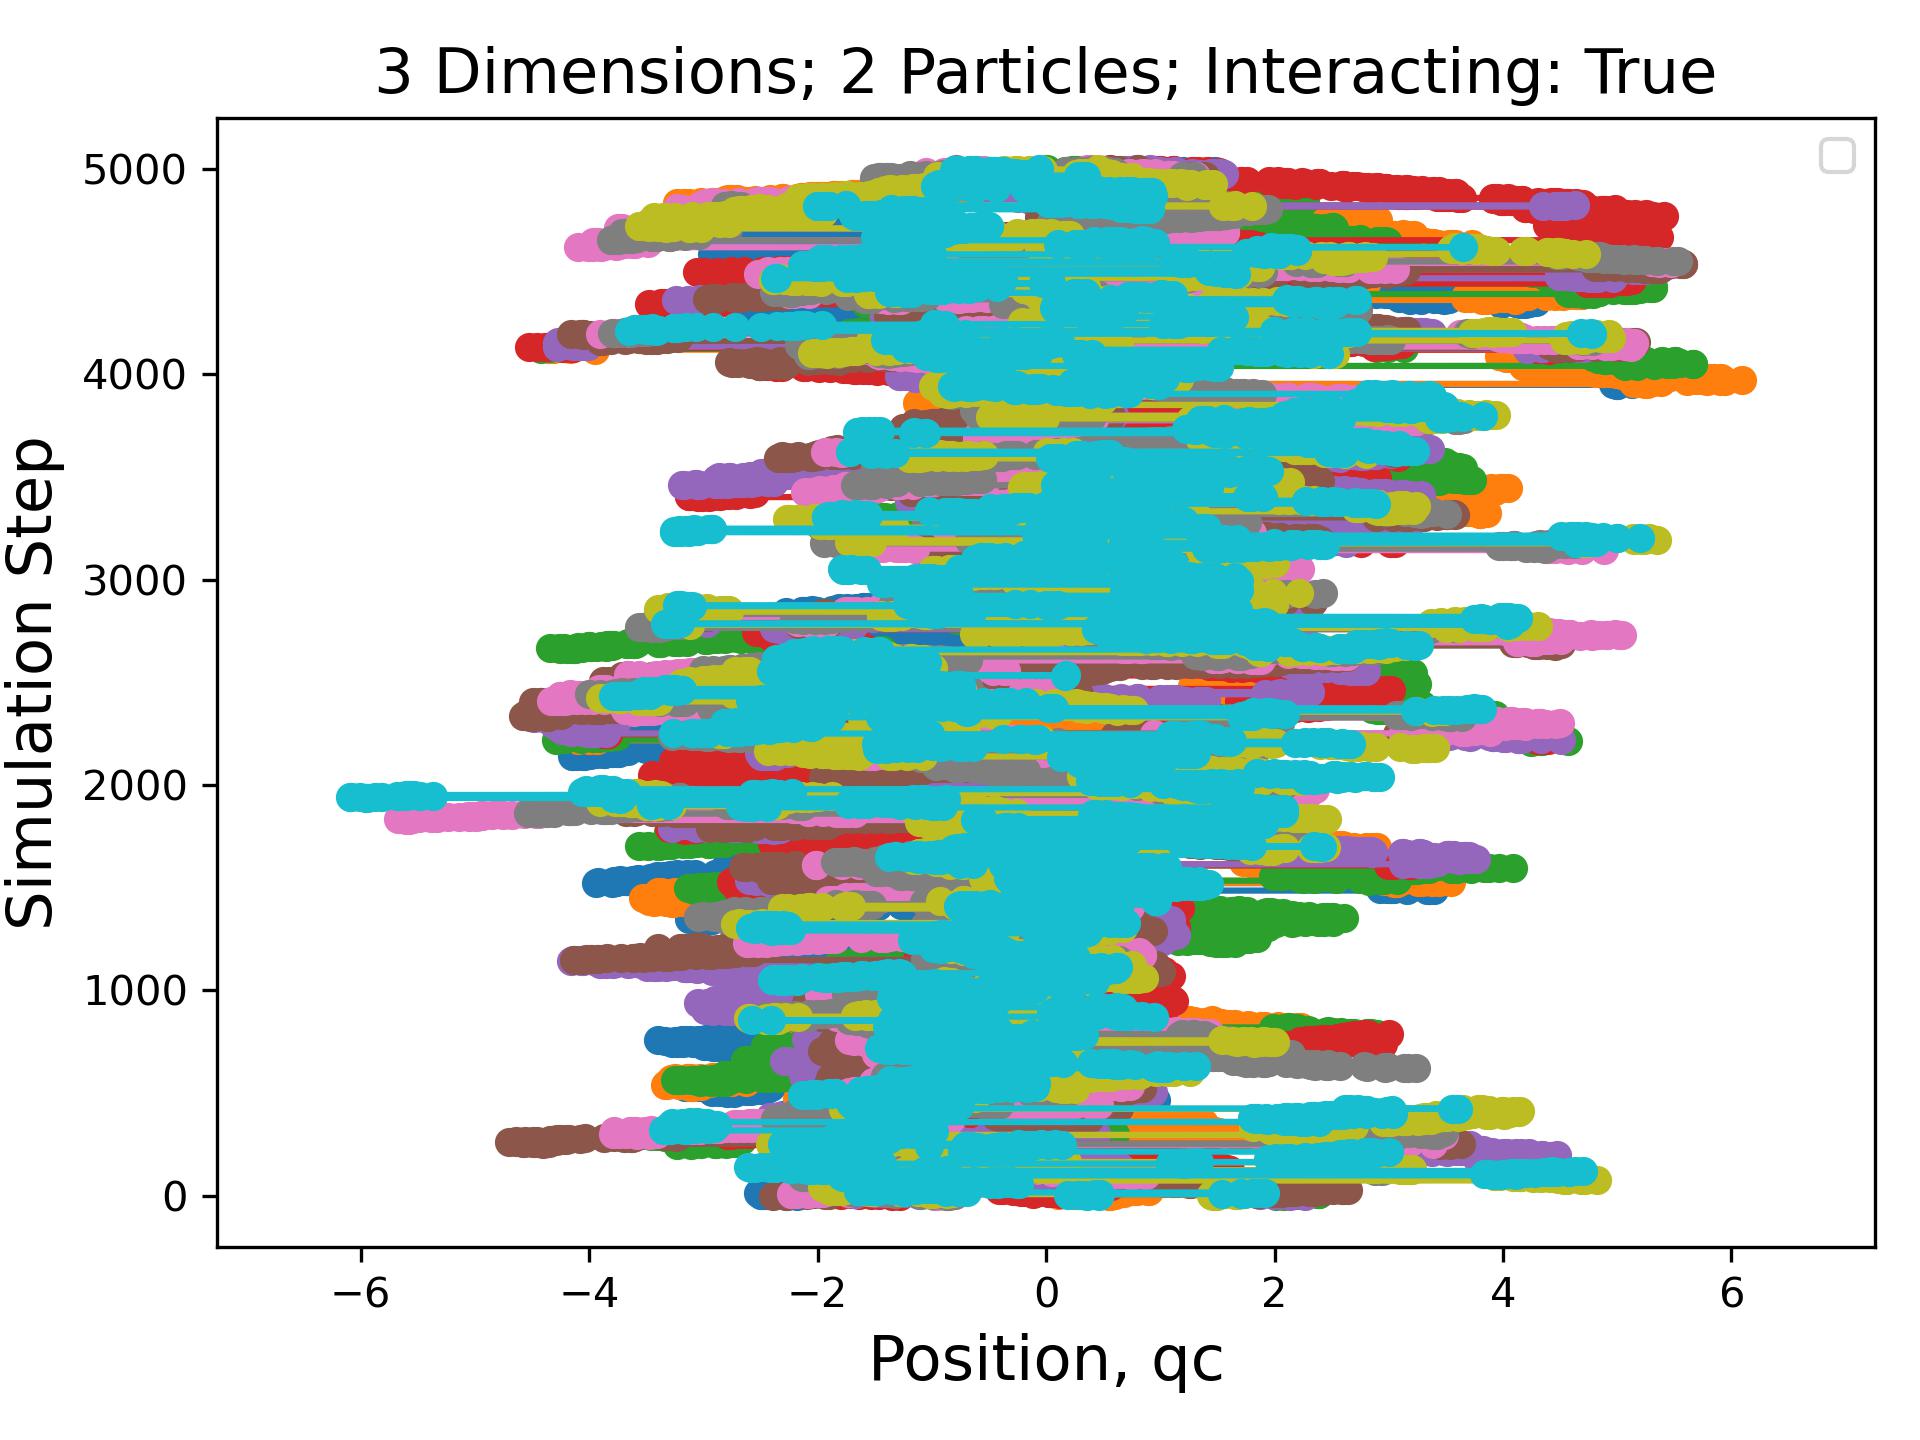 3 Dimensions; 2 Particles; Interacting: True
5000
4000
3000
2000
1000
0
Simulation Step
−6 −4 −2 0 2 4 6
Position, qc